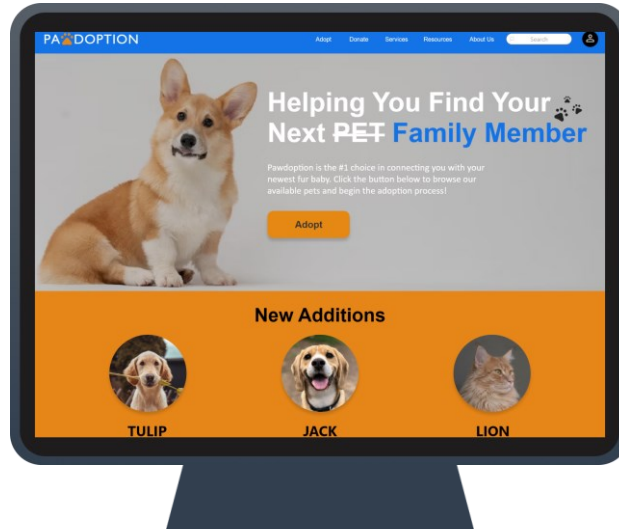 PAWDOPTION
Adopt Donate Services Resources About Us Search
Helping You Find Your
Next PET Family Member
Pawdoption is the #1 choice in connecting you with your
newest fur baby. Click the button below to browse our
available pets and begin the adoption process!
Adopt
New Additions
TULIP JACK LION